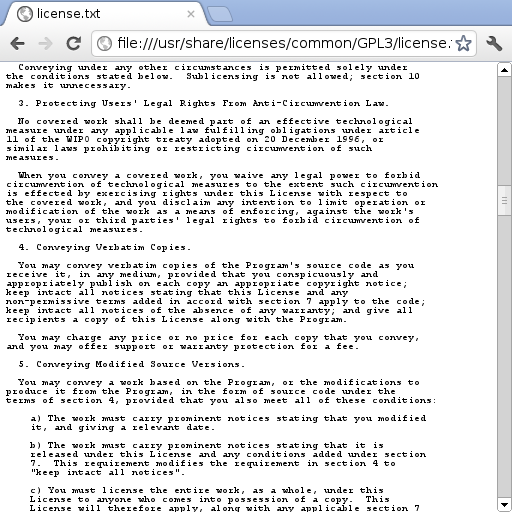 license.txt
file:///usr/share/licenses/common/GPL3/license.
Conveying under any other circumstances is permitted solely under
the conditions stated below.  Sublicensing is not allowed; section 10
makes it unnecessary.
3. Protecting Users' Legal Rights From Anti-Circumvention Law.
No covered work shall be deemed part of an effective technological
measure under any applicable law fulfilling obligations under article
11 of the WIPO copyright treaty adopted on 20 December 1996, or
similar laws prohibiting or restricting circumvention of such
measures.
When you convey a covered work, you waive any legal power to forbid
circumvention of technological measures to the extent such circumvention
is effected by exercising rights under this License with respect to
the covered work, and you disclaim any intention to limit operation or
modification of the work as a means of enforcing, against the work's
users, your or third parties' legal rights to forbid circumvention of
technological measures.
4. Conveying Verbatim Copies.
You may convey verbatim copies of the Program's source code as you
receive it, in any medium, provided that you conspicuously and
appropriately publish on each copy an appropriate copyright notice;
keep intact all notices stating that this License and any
non-permissive terms added in accord with section 7 apply to the code;
keep intact all notices of the absence of any warranty; and give all
recipients a copy of this License along with the Program.
You may charge any price or no price for each copy that you convey,
and you may offer support or warranty protection for a fee.
5. Conveying Modified Source Versions.
You may convey a work based on the Program, or the modifications to
produce it from the Program, in the form of source code under the
terms of section 4, provided that you also meet all of these conditions:
a) The work must carry prominent notices stating that you modified
it, and giving a relevant date.
b) The work must carry prominent notices stating that it is
released under this License and any conditions added under section
7.  This requirement modifies the requirement in section 4 to
"keep intact all notices".
c) You must license the entire work, as a whole, under this
License to anyone who comes into possession of a copy.  This
License will therefore apply, along with any applicable section 7